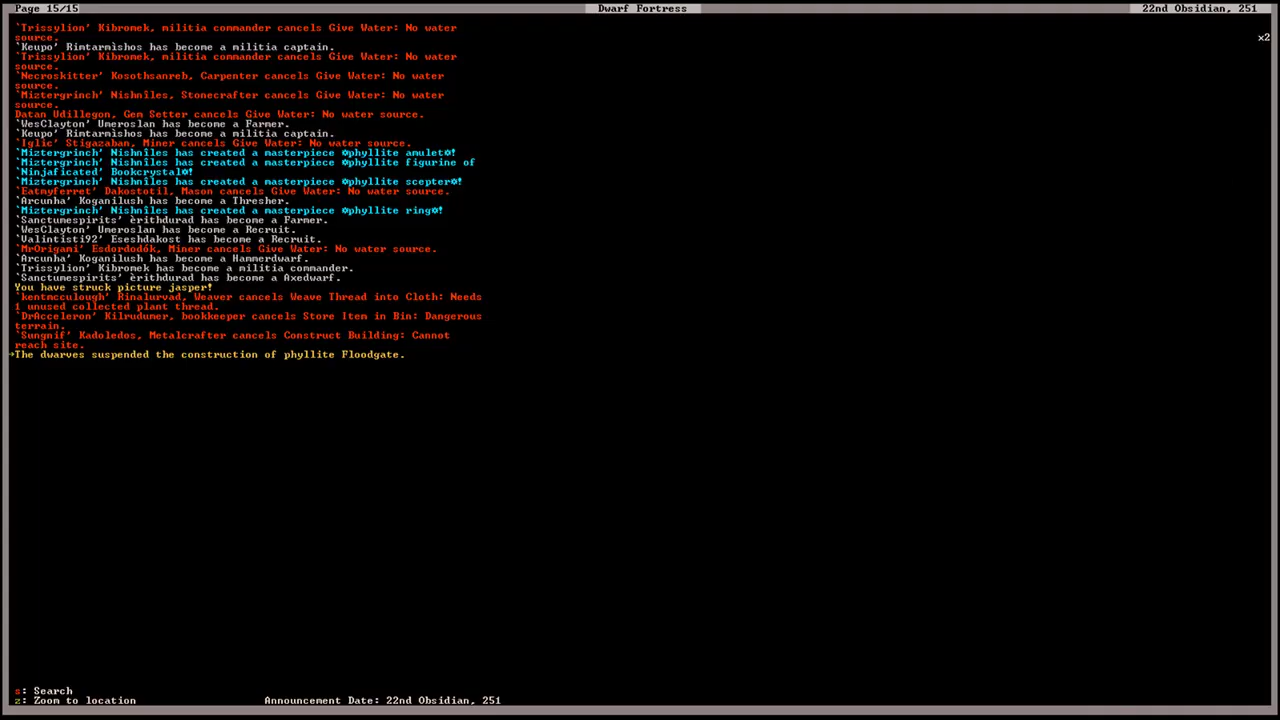 Page 15/15 Dwarf Fortress 22nd Obsidian, 251
`Trissylion' Kibromek, militia commander cancels Give Water: No water
source.
x2
`Keupo' Rimtarmìshos has become a militia captain.
`Trissylion' Kibromek, militia commander cancels Give Water: No water
source.
`Necroskitter' Kosothsanreb, Carpenter cancels Give Water: No water
source.
`Miztergrinch' Nishnîles, Stonecrafter cancels Give Water: No water
source.
Datan Udillegon, Gem Setter cancels Give Water: No water source.
`WesClayton' Umeroslan has become a Farmer.
`Keupo' Rimtarmìshos has become a militia captain.
`Iglic' Stigazaban, Miner cancels Give Water: No water source.
`Miztergrinch' Nishnîles has created a masterpiece ☼phyllite amulet☼!
`Miztergrinch' Nishnîles has created a masterpiece ☼phyllite figurine of
`Ninjaficated' Bookcrystal☼!
`Miztergrinch' Nishnîles has created a masterpiece ☼phyllite scepter☼!
`Eatmyferret' Dakostotil, Mason cancels Give Water: No water source.
`Arcunha' Koganilush has become a Thresher.
`Miztergrinch' Nishnîles has created a masterpiece ☼phyllite ring☼!
`Sanctumespirits' èrithdurad has become a Farmer.
`WesClayton' Umeroslan has become a Recruit.
`Valintisti92' Eseshdakost has become a Recruit.
`MrOrigami' Esdordodók, Miner cancels Give Water: No water source.
`Arcunha' Koganilush has become a Hammerdwarf.
`Trissylion' Kibromek has become a militia commander.
`Sanctumespirits' èrithdurad has become a Axedwarf.
You have struck picture jasper!
`kentmcculough' Rinalurvad, Weaver cancels Weave Thread into Cloth: Needs
1 unused collected plant thread.
`DrAcceleron' Kilrudumer, bookkeeper cancels Store Item in Bin: Dangerous
terrain.
`Sungnif' Kadoledos, Metalcrafter cancels Construct Building: Cannot
reach site.
→The dwarves suspended the construction of phyllite Floodgate.
s: Search
z: Zoom to location Announcement Date: 22nd Obsidian, 251